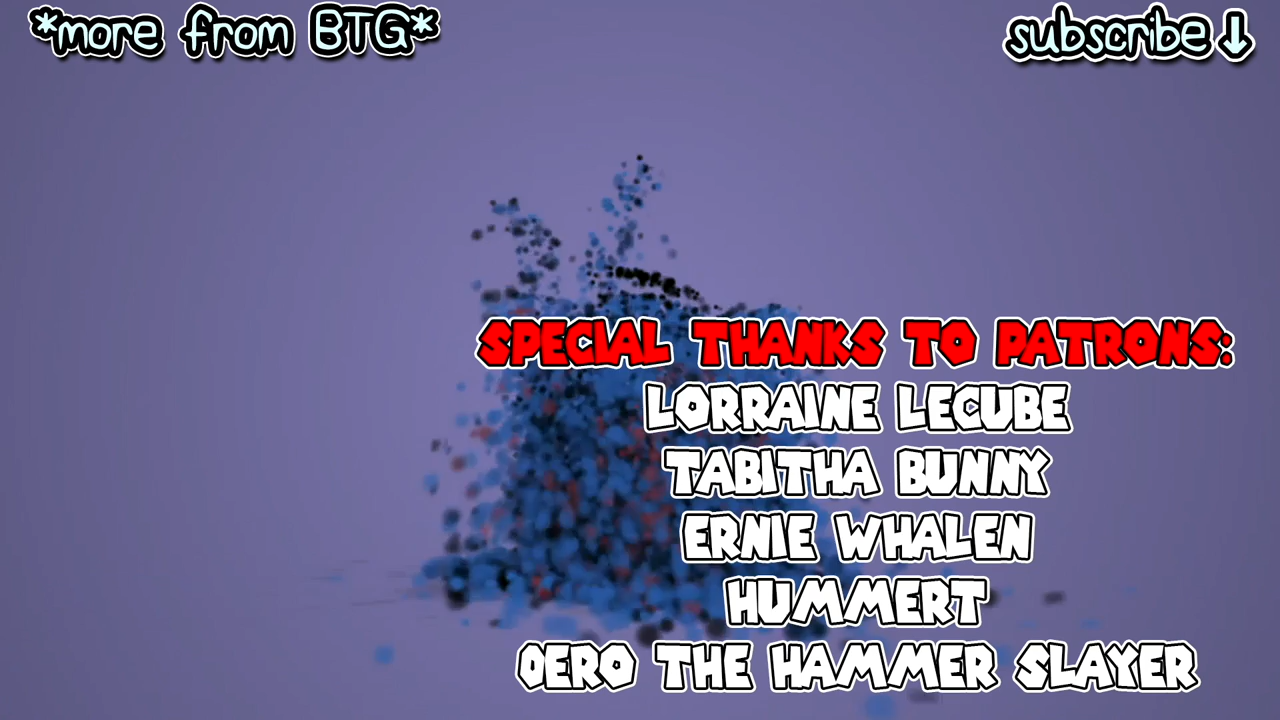 *more from BTG*
subscribe ↓
SPECIAL THANKS TO PATRONS:
LORRAINE LECUBE
TABITHA BUNNY
ERNIE WHALEN
HUMMERT
OERO THE HAMMER SLAYER